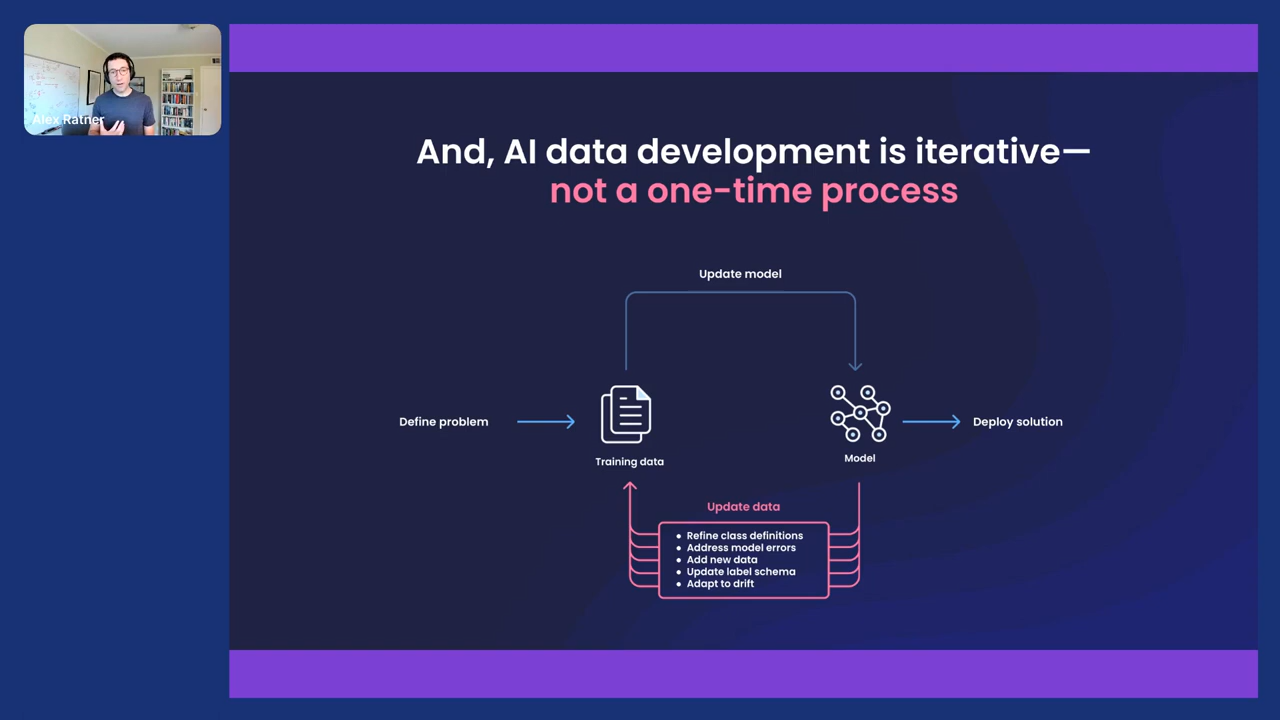 Alex Ratner
And, AI data development is iterative—
not a one-time process
Update model
Define problem
Training data
Model
Deploy solution
Update data
• Refine class definitions
• Address model errors
• Add new data
• Update label schema
• Adapt to drift